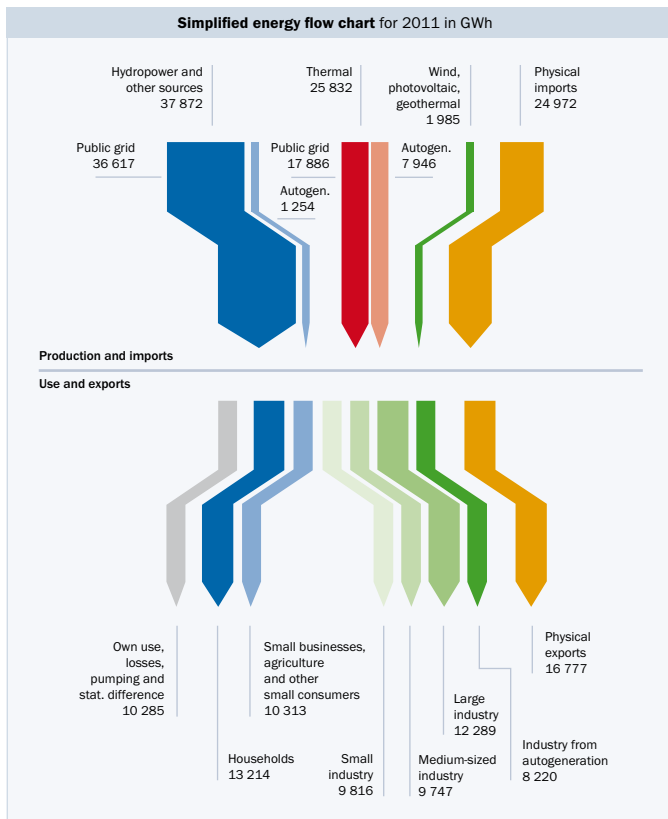 Simplified energy flow chart for 2011 in GWh
Hydropower and
other sources
37 872
Thermal
25 832
Wind,
photovoltaic,
geothermal
1 985
Physical
imports
24 972
Public grid
36 617
Public grid
17 886
Autogen.
7 946
Autogen.
1 254
Production and imports
Use and exports
Own use,
losses,
pumping and
stat. difference
10 285
Households
13 214
Small businesses,
agriculture
and other
small consumers
10 313
Small
industry
9 816
Medium-sized
industry
9 747
Large
industry
12 289
Industry from
autogeneration
8 220
Physical
exports
16 777